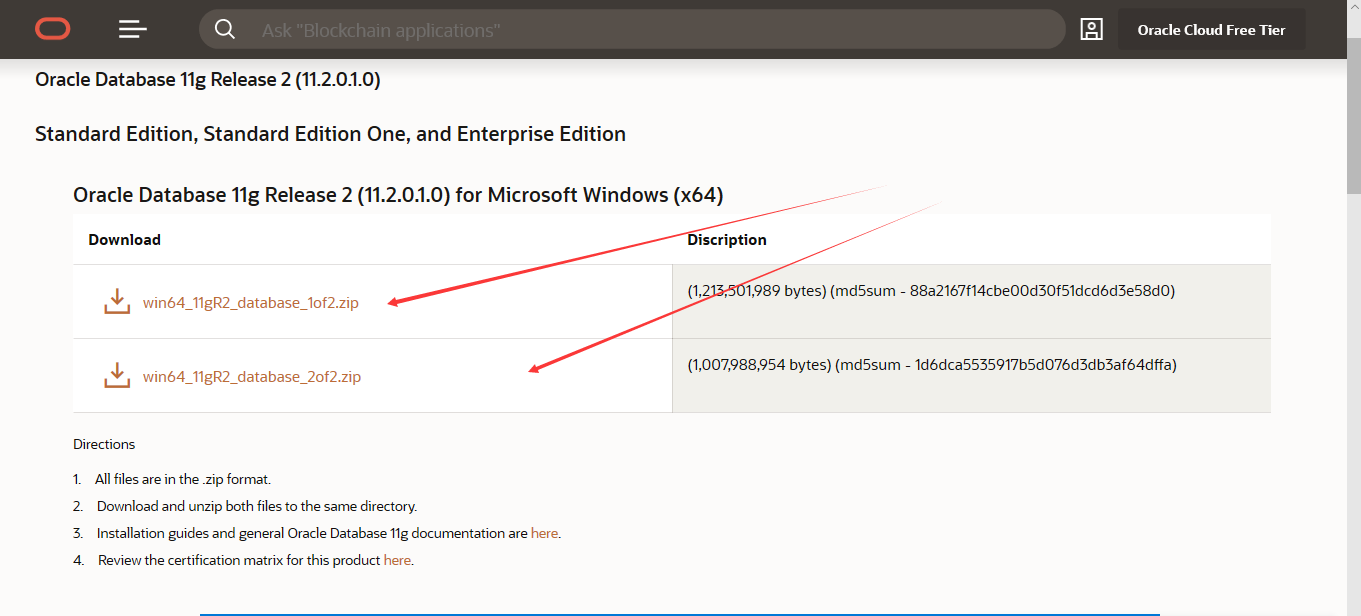 Ask "Blockchain applications"
Oracle Cloud Free Tier
Oracle Database 11g Release 2 (11.2.0.1.0)
Standard Edition, Standard Edition One, and Enterprise Edition
Oracle Database 11g Release 2 (11.2.0.1.0) for Microsoft Windows (x64)
Download Discription
win64_11gR2_database_1of2.zip (1,213,501,989 bytes) (md5sum - 88a2167f14cbe00d30f51dcd6d3e58d0)
win64_11gR2_database_2of2.zip (1,007,988,954 bytes) (md5sum - 1d6dca5535917b5d076d3db3af64dffa)
Directions
1. All files are in the .zip format.
2. Download and unzip both files to the same directory.
3. Installation guides and general Oracle Database 11g documentation are here.
4. Review the certification matrix for this product here.